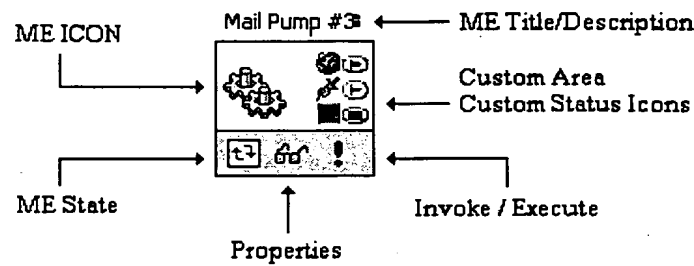 Mail Pump #3
ME Title/Description
ME ICON
Custom Area
Custom Status Icons
ME State
Invoke / Execute
Properties